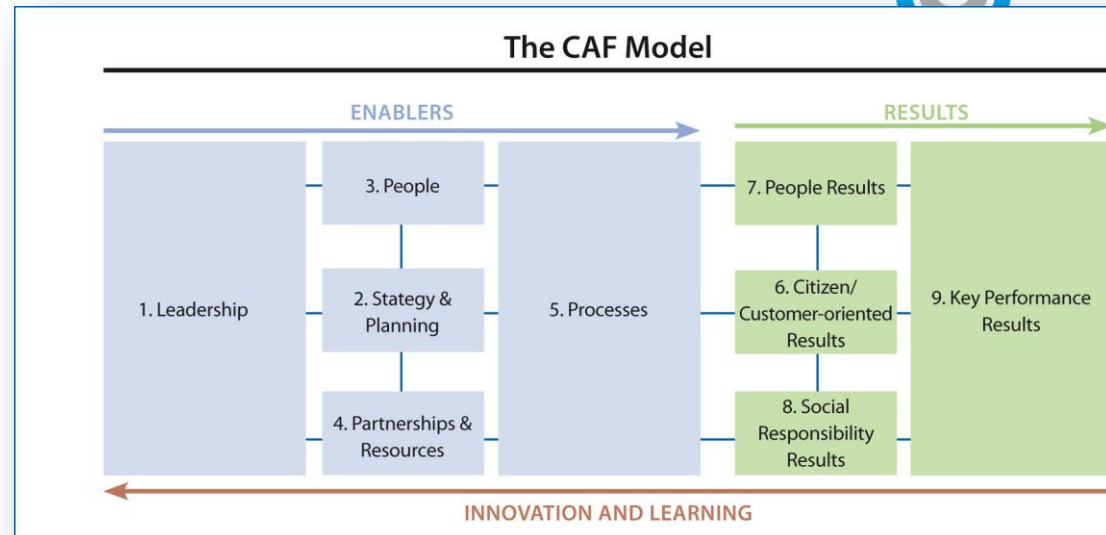 The CAF Model
ENABLERS
RESULTS
1. Leadership
3. People
2. Stategy &
Planning
4. Partnerships &
Resources
5. Processes
7. People Results
6. Citizen/
Customer-oriented
Results
8. Social
Responsibility
Results
9. Key Performance
Results
INNOVATION AND LEARNING